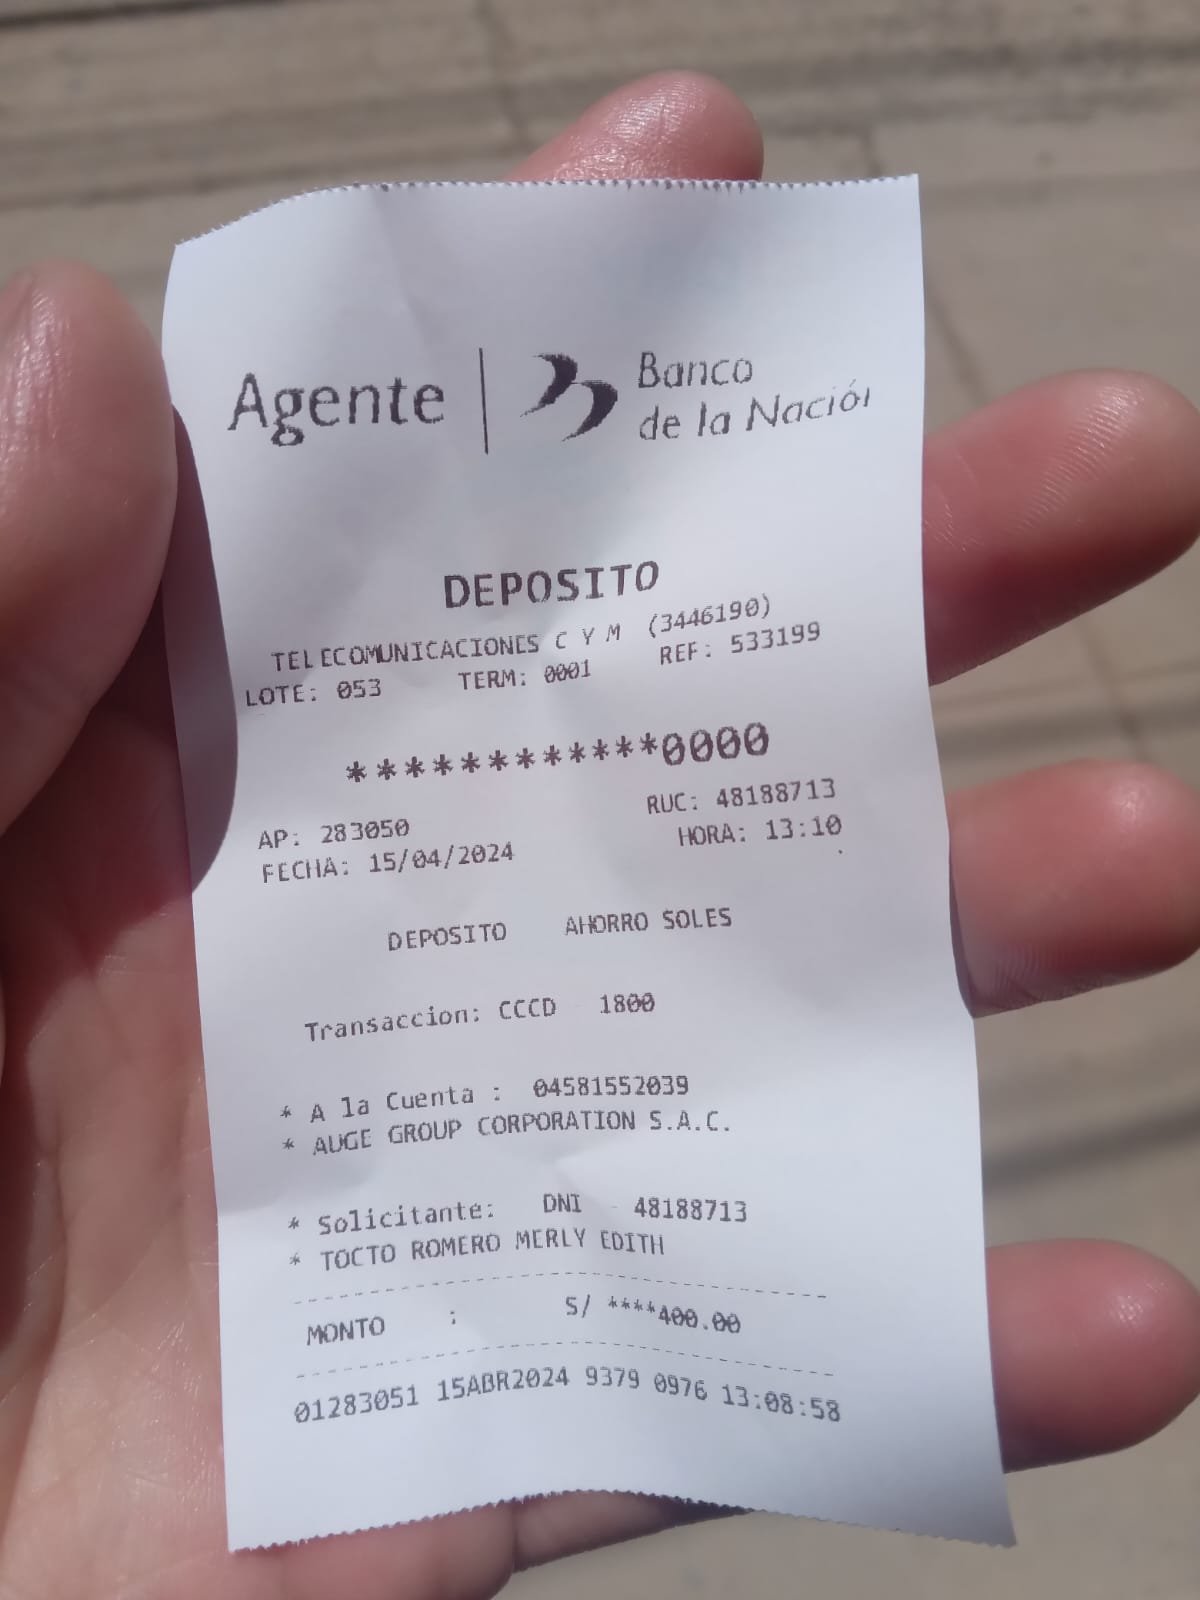 Agente | Banco
de la Nación
DEPOSITO
TELECOMUNICACIONES C Y M (3446190)
LOTE: 053 TERM: 0001 REF: 533199
************0000
AP: 283050 RUC: 48188713
FECHA: 15/04/2024 HORA: 13:10
DEPOSITO AHORRO SOLES
Transaccion: CCCD 1800
* A la Cuenta : 04581552039
* AUGE GROUP CORPORATION S.A.C.
* Solicitante: DNI 48188713
* TOCTO ROMERO MERLY EDITH
MONTO : S/ ****400.00
01283051 15ABR2024 9379 0976 13:08:58